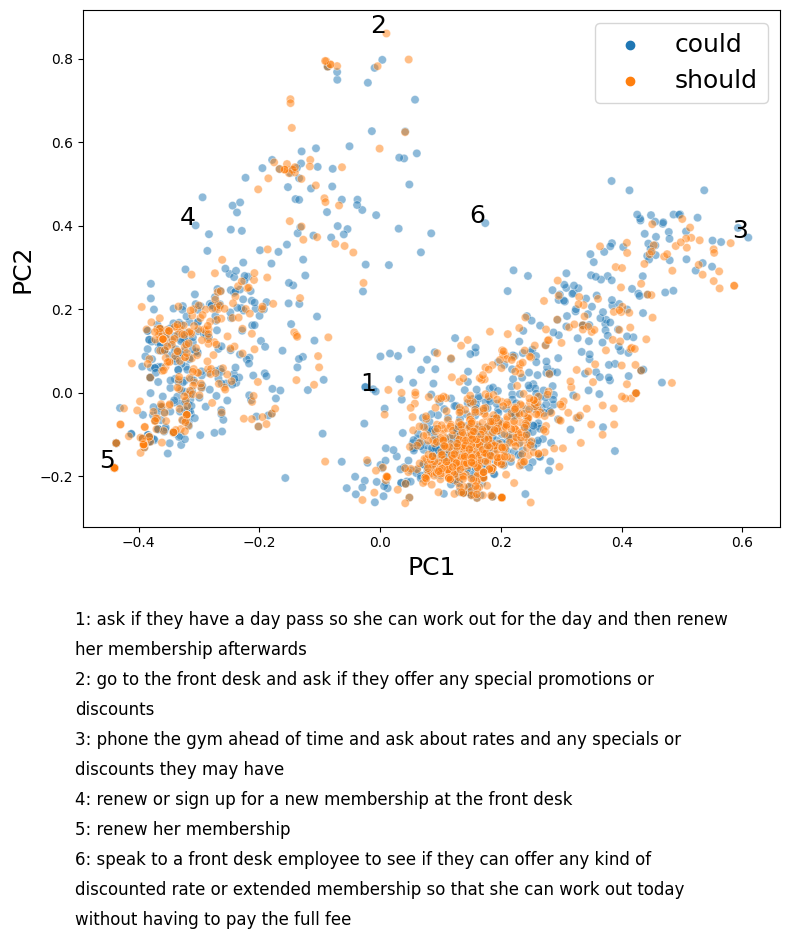 2
could
should
0.8
0.6
4
6
3
0.4
PC2
0.2
1
0.0
5
−0.2
−0.4
−0.2
0.0
0.2
0.4
0.6
PC1
1: ask if they have a day pass so she can work out for the day and then renew
her membership afterwards
2: go to the front desk and ask if they offer any special promotions or
discounts
3: phone the gym ahead of time and ask about rates and any specials or
discounts they may have
4: renew or sign up for a new membership at the front desk
5: renew her membership
6: speak to a front desk employee to see if they can offer any kind of
discounted rate or extended membership so that she can work out today
without having to pay the full fee